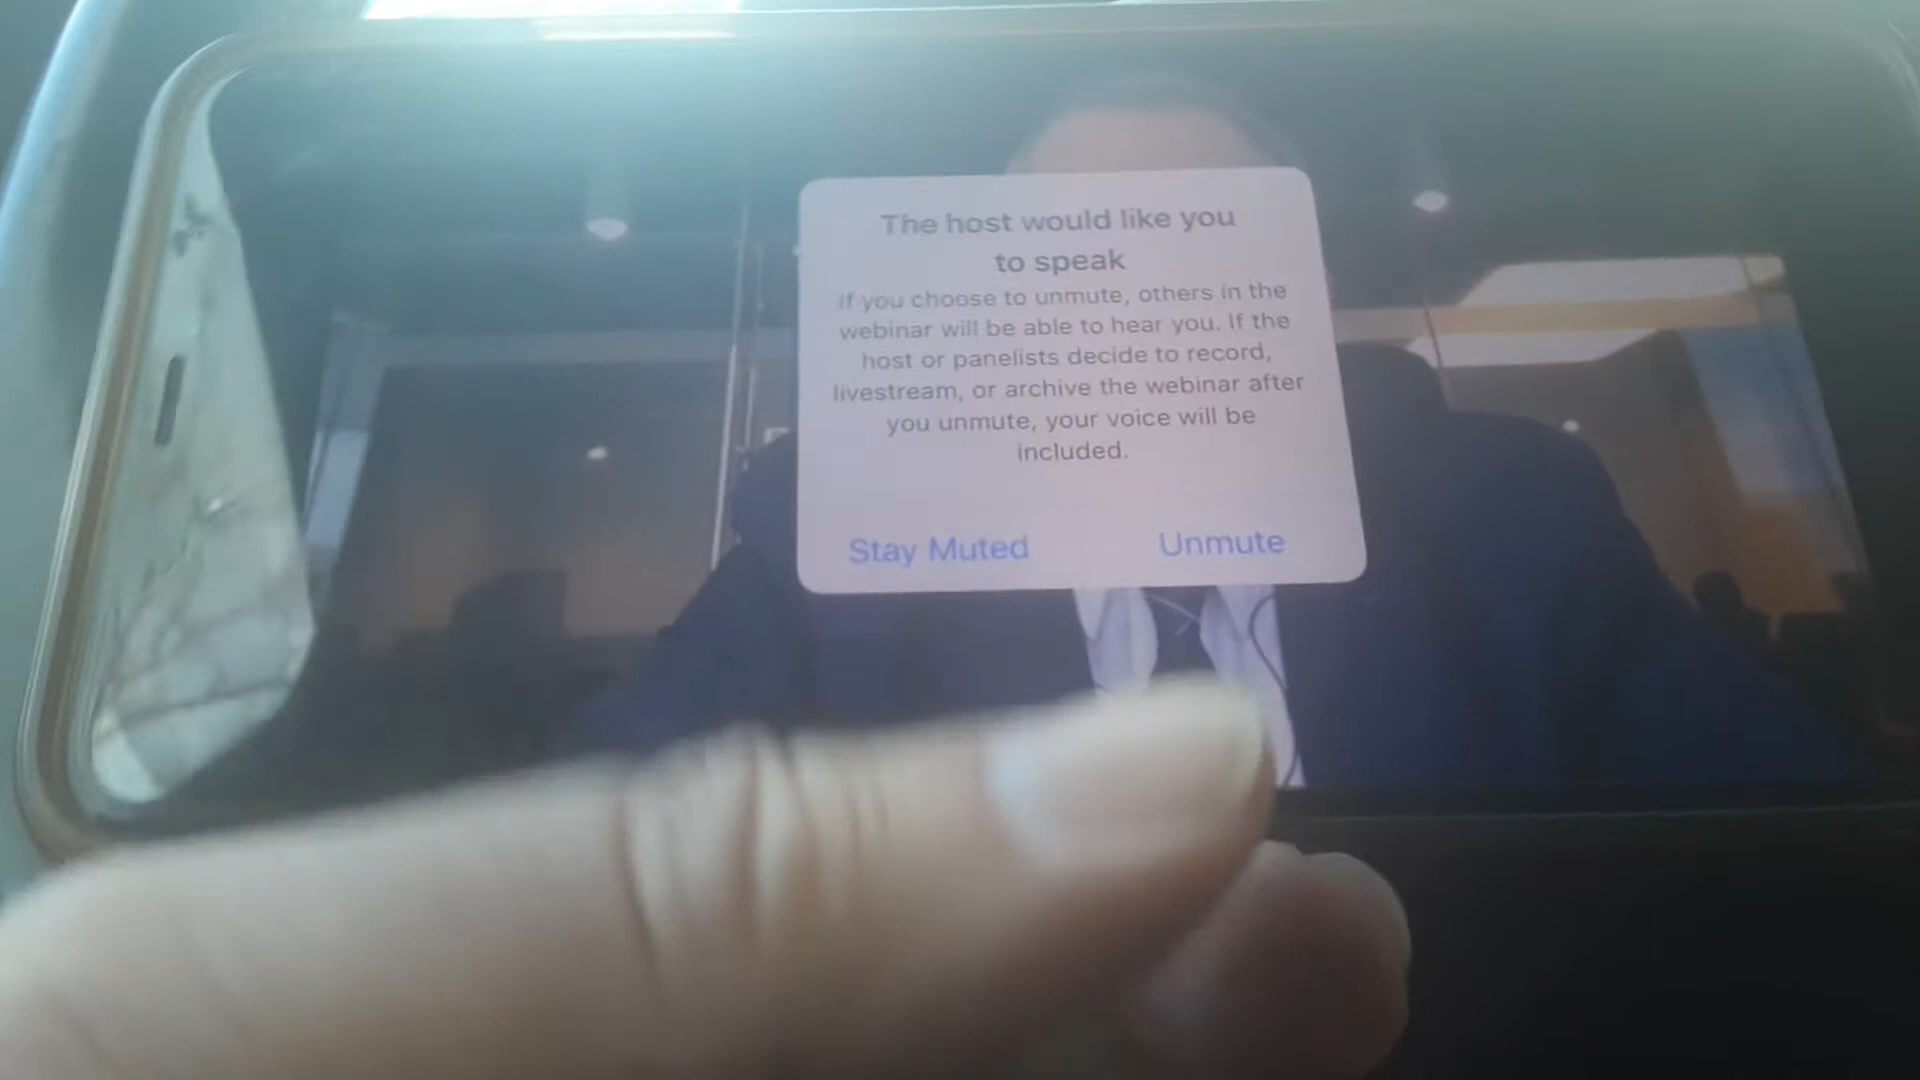 The host would like you
to speak
If you choose to unmute, others in the
webinar will be able to hear you. If the
host or panelists decide to record,
livestream, or archive the webinar after
you unmute, your voice will be
included.
Stay Muted Unmute